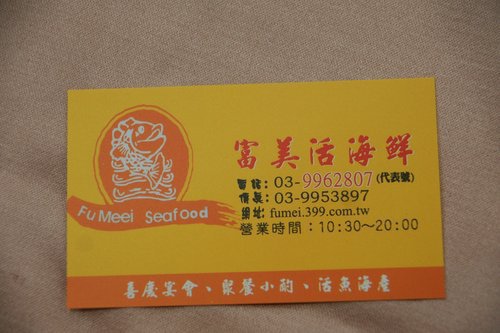 富美活海鮮
電話: 03-9962807 (代表號)
傳真: 03-9953897
網址: fumei.399.com.tw
營業時間：10:30～20:00
Fu Meei Seafood
喜慶宴會、聚餐小酌、活魚海產